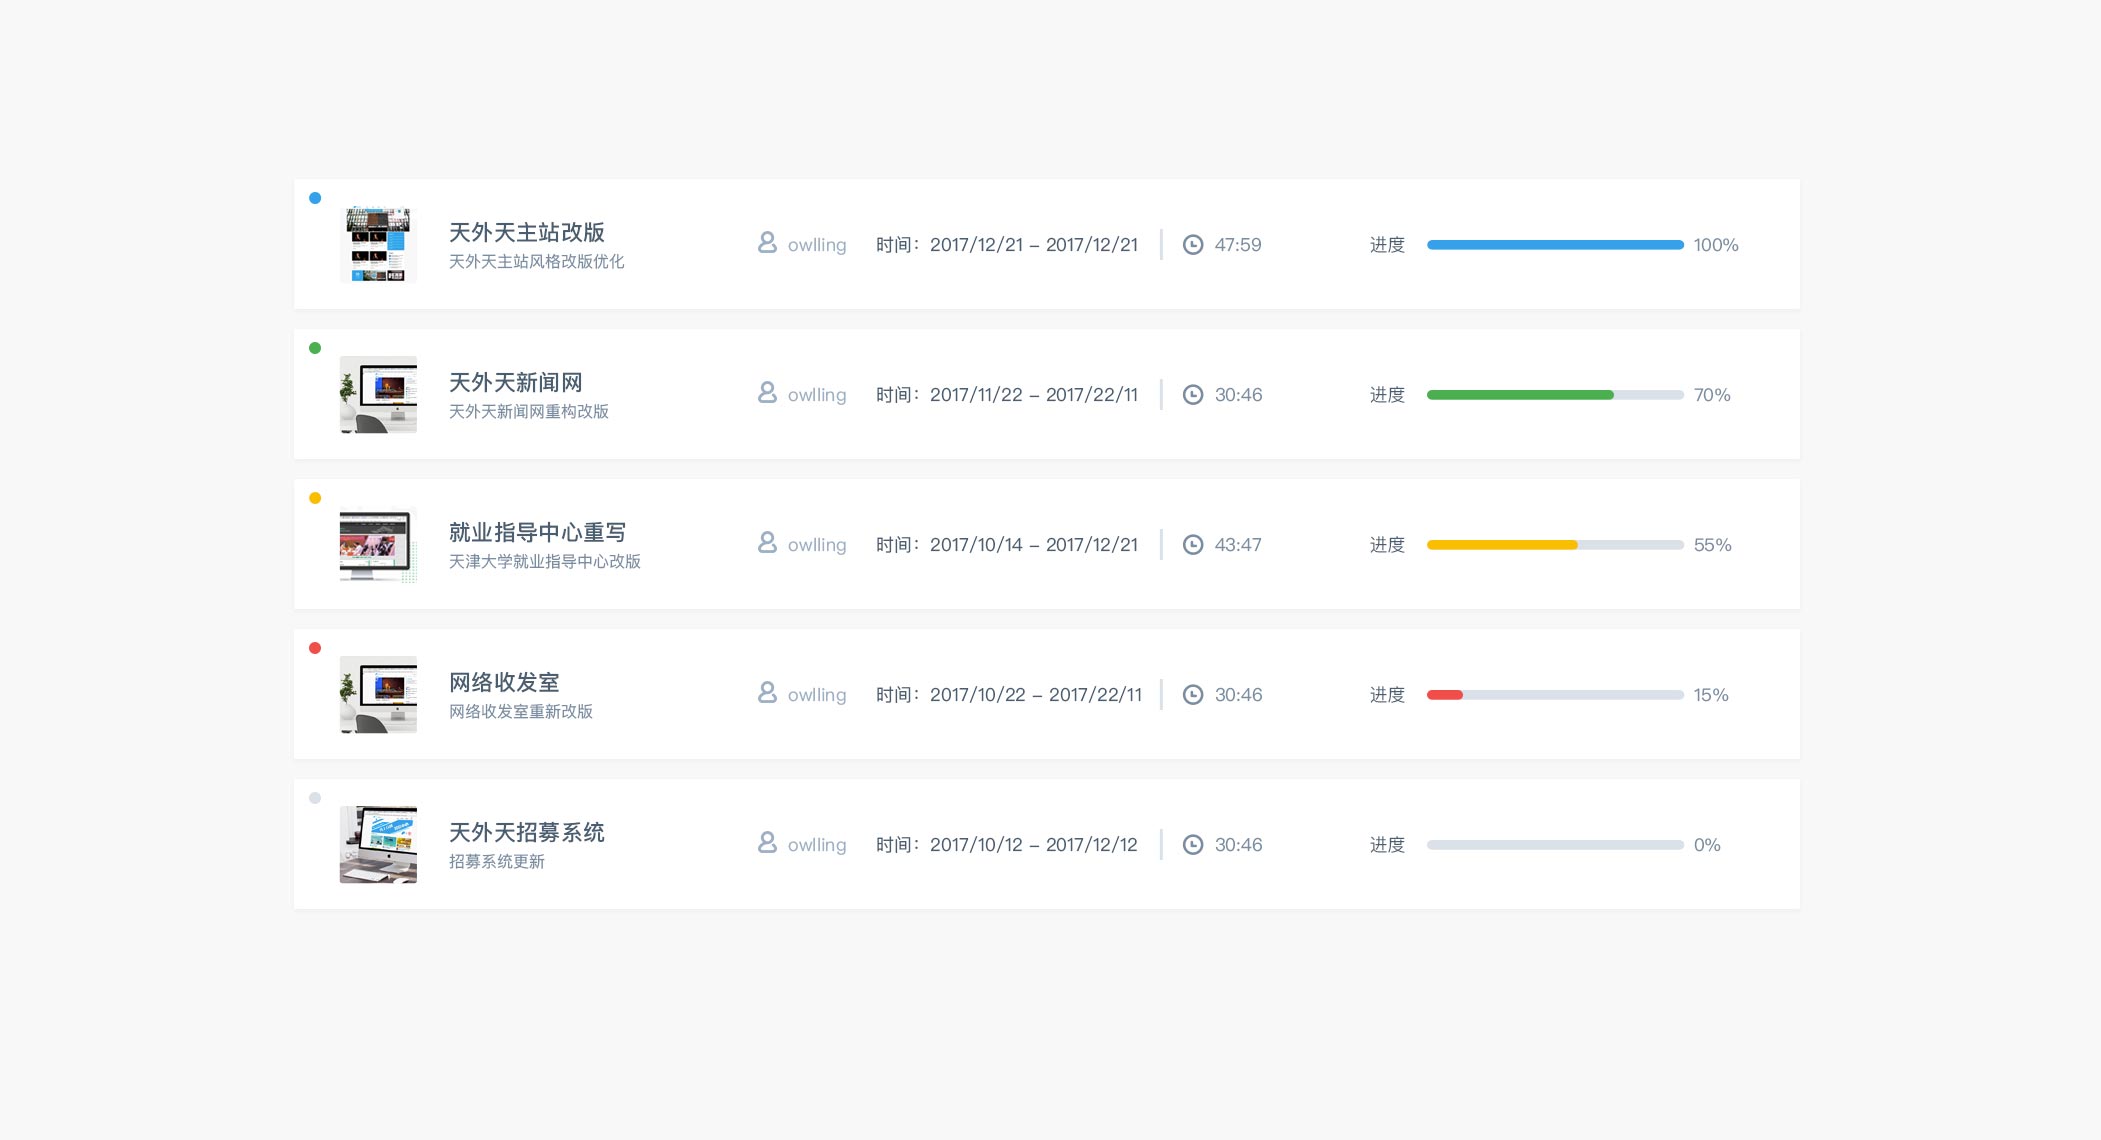 天外天主站改版
天外天主站风格改版优化
owlling
时间：2017/12/21 – 2017/12/21
47:59
进度
100%
天外天新闻网
天外天新闻网重构改版
owlling
时间：2017/11/22 – 2017/22/11
30:46
进度
70%
就业指导中心重写
天津大学就业指导中心改版
owlling
时间：2017/10/14 – 2017/12/21
43:47
进度
55%
网络收发室
网络收发室重新改版
owlling
时间：2017/10/22 – 2017/22/11
30:46
进度
15%
天外天招募系统
招募系统更新
owlling
时间：2017/10/12 – 2017/12/12
30:46
进度
0%